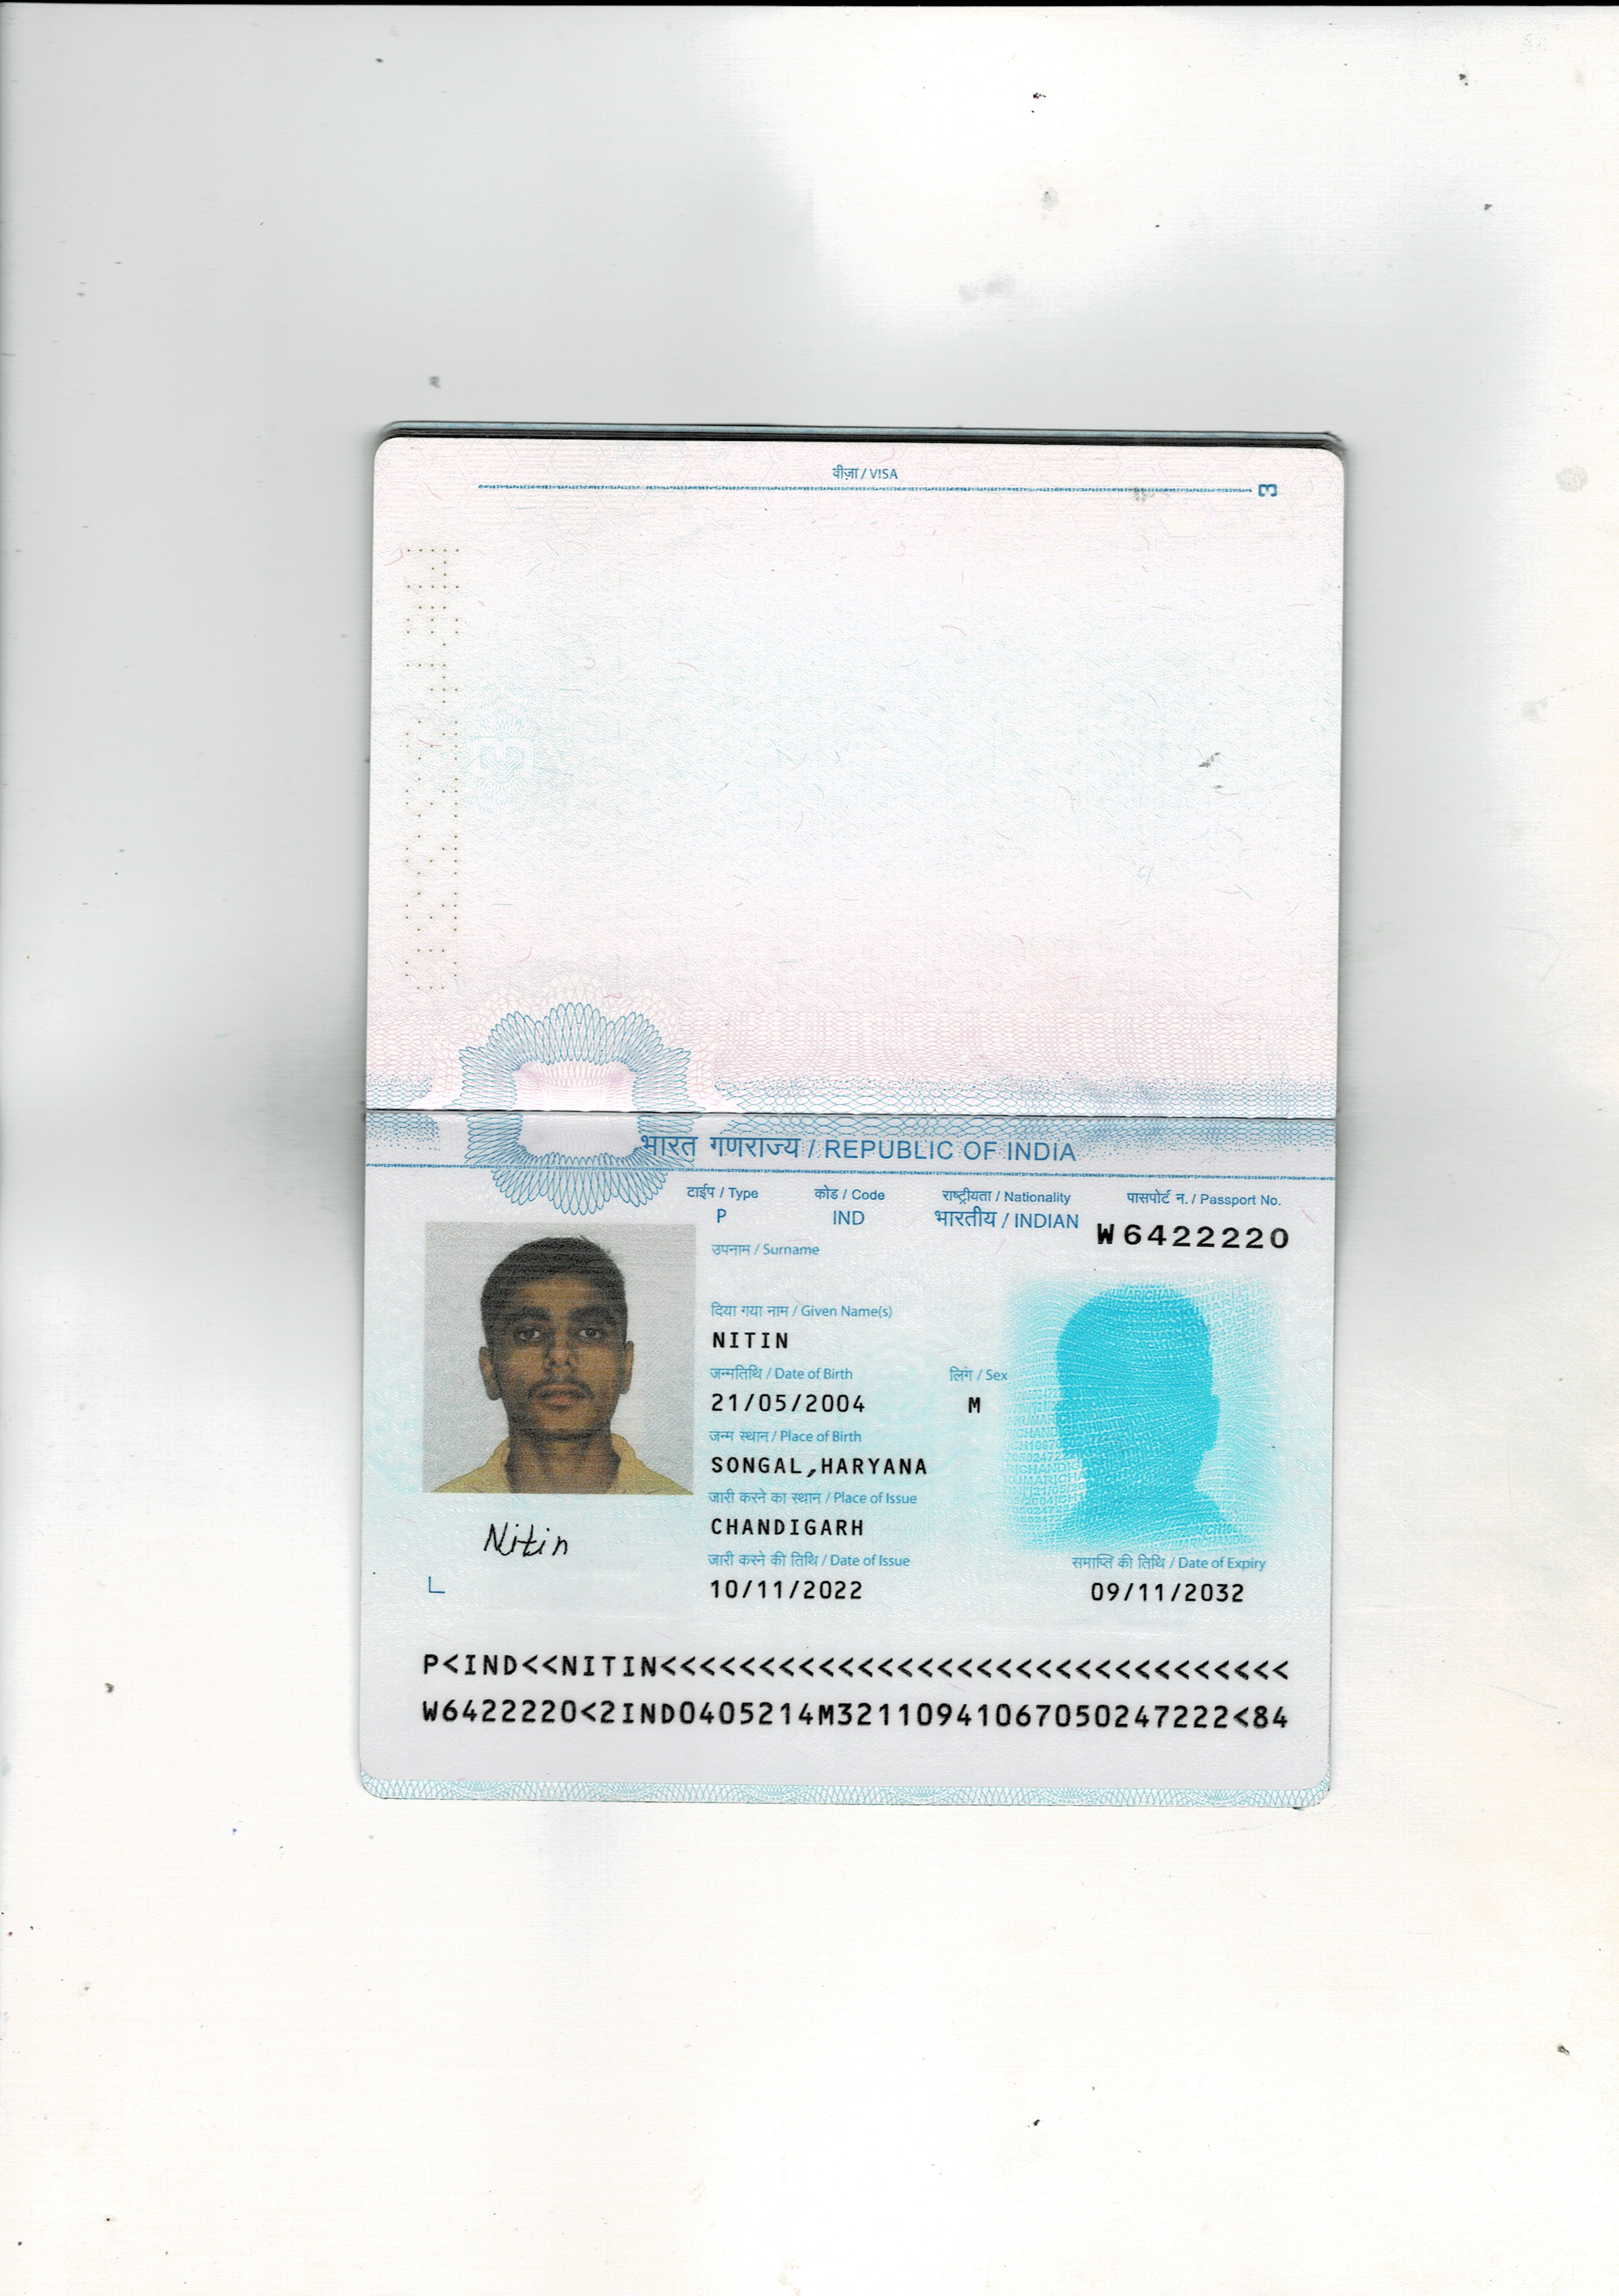 वीज़ा / VISA
3
भारत गणराज्य / REPUBLIC OF INDIA
टाईप / Type कोड / Code राष्ट्रीयता / Nationality पासपोर्ट न. / Passport No.
P IND भारतीय / INDIAN W6422220
उपनाम / Surname
दिया गया नाम / Given Name(s)
NITIN
जन्मतिथि / Date of Birth लिंग / Sex
21/05/2004 M
जन्म स्थान / Place of Birth
SONGAL,HARYANA
जारी करने का स्थान / Place of Issue
CHANDIGARH
Nitin
जारी करने की तिथि / Date of Issue समाप्ति की तिथि / Date of Expiry
10/11/2022 09/11/2032
P<IND<<NITIN<<<<<<<<<<<<<<<<<<<<<<<<<<<<<<<<
W6422220<2IND0405214M32110941067050247222<84